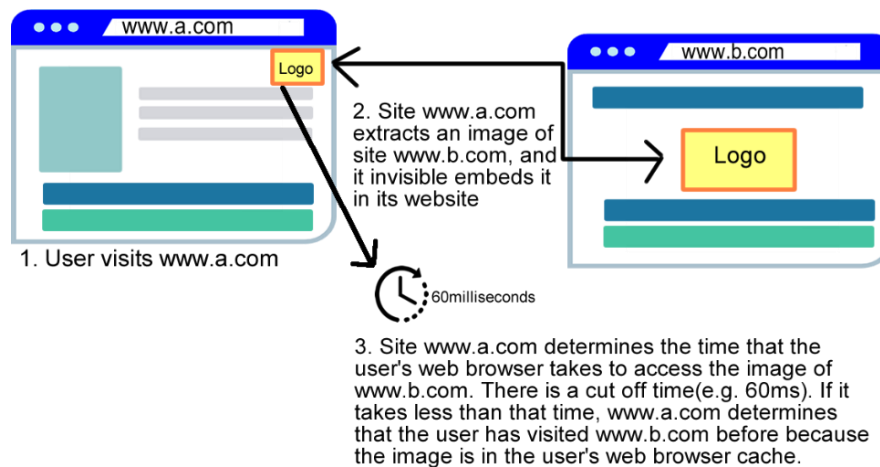 www.a.com
Logo
1. User visits www.a.com
2. Site www.a.com
extracts an image of
site www.b.com, and
it invisible embeds it
in its website
www.b.com
Logo
60milliseconds
3. Site www.a.com determines the time that the
user's web browser takes to access the image of
www.b.com. There is a cut off time(e.g. 60ms). If it
takes less than that time, www.a.com determines
that the user has visited www.b.com before because
the image is in the user's web browser cache.